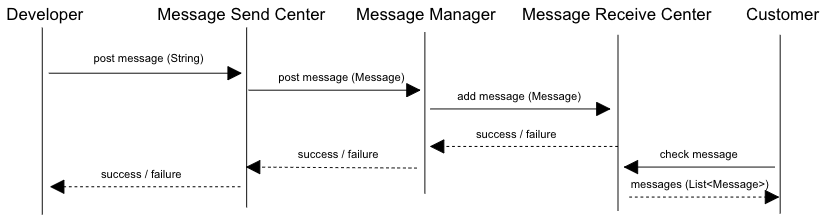 Developer
Message Send Center
Message Manager
Message Receive Center
Customer
post message (String)
post message (Message)
add message (Message)
success / failure
success / failure
check message
success / failure
messages (List<Message>)